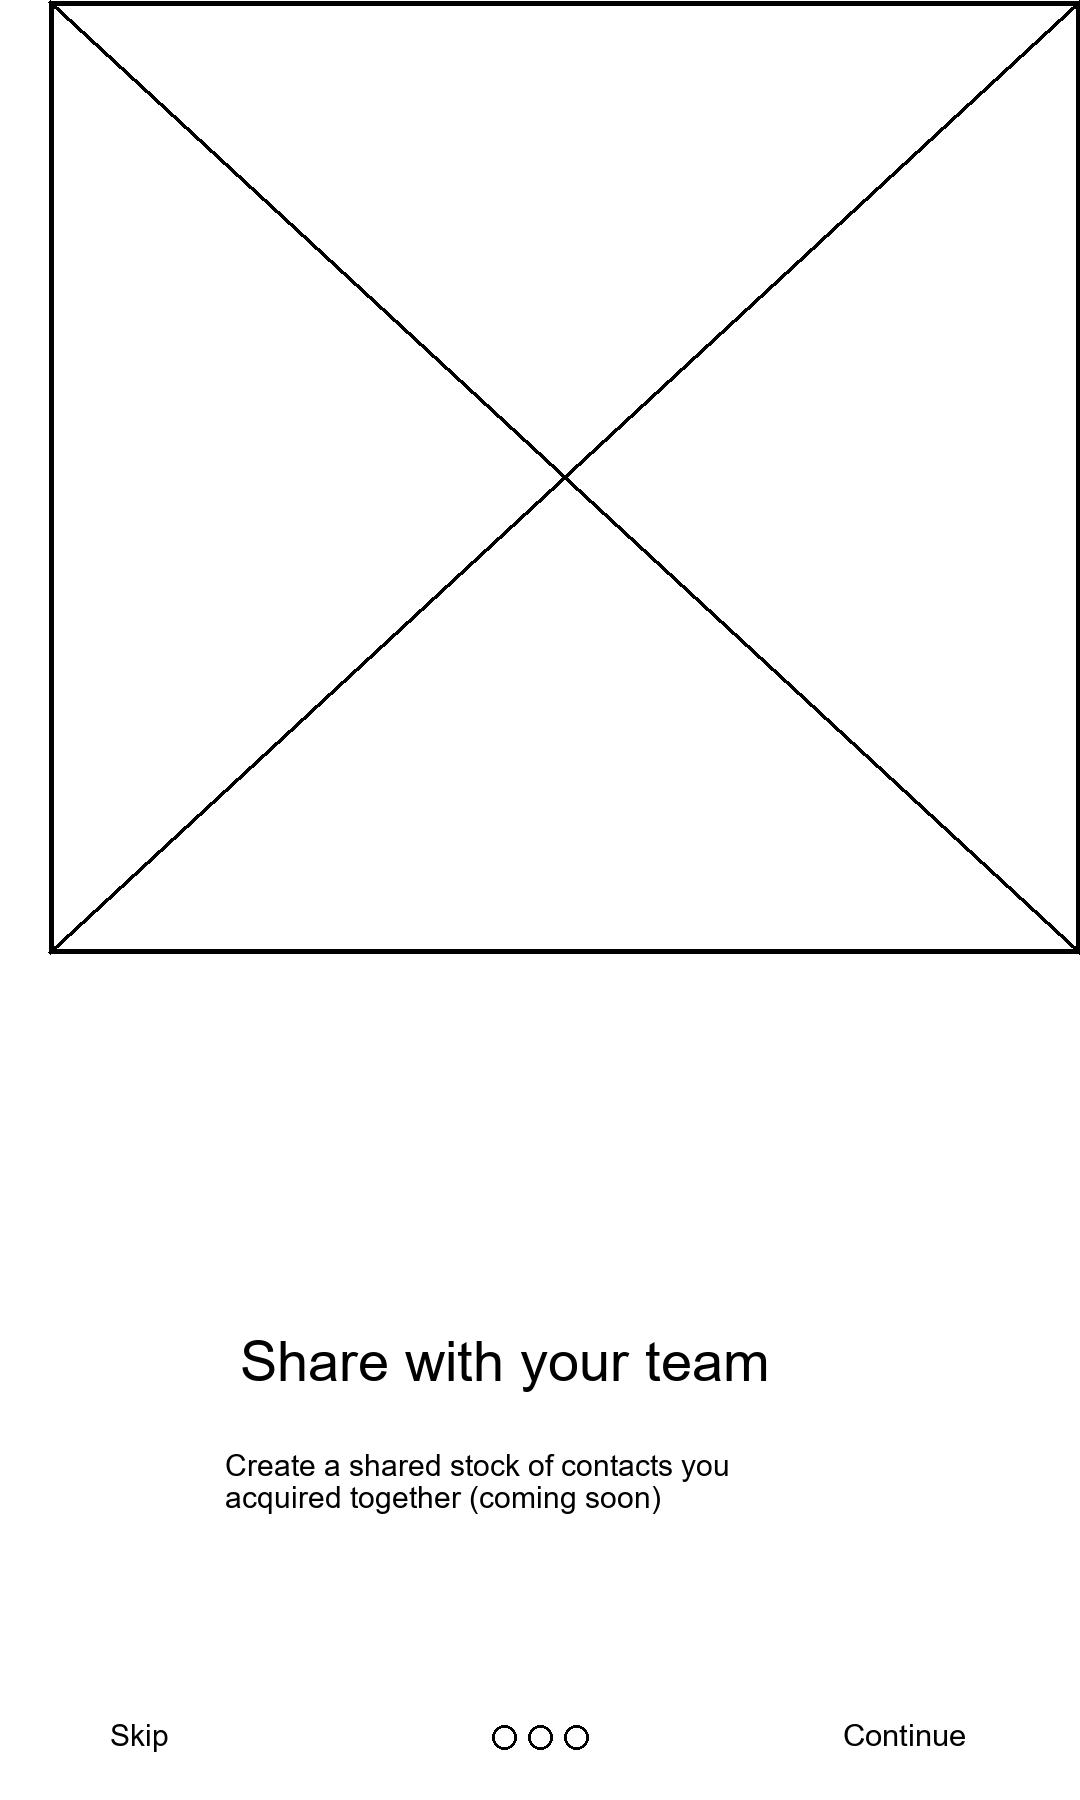 Share with your team
Create a shared stock of contacts you
acquired together (coming soon)
Skip
Continue